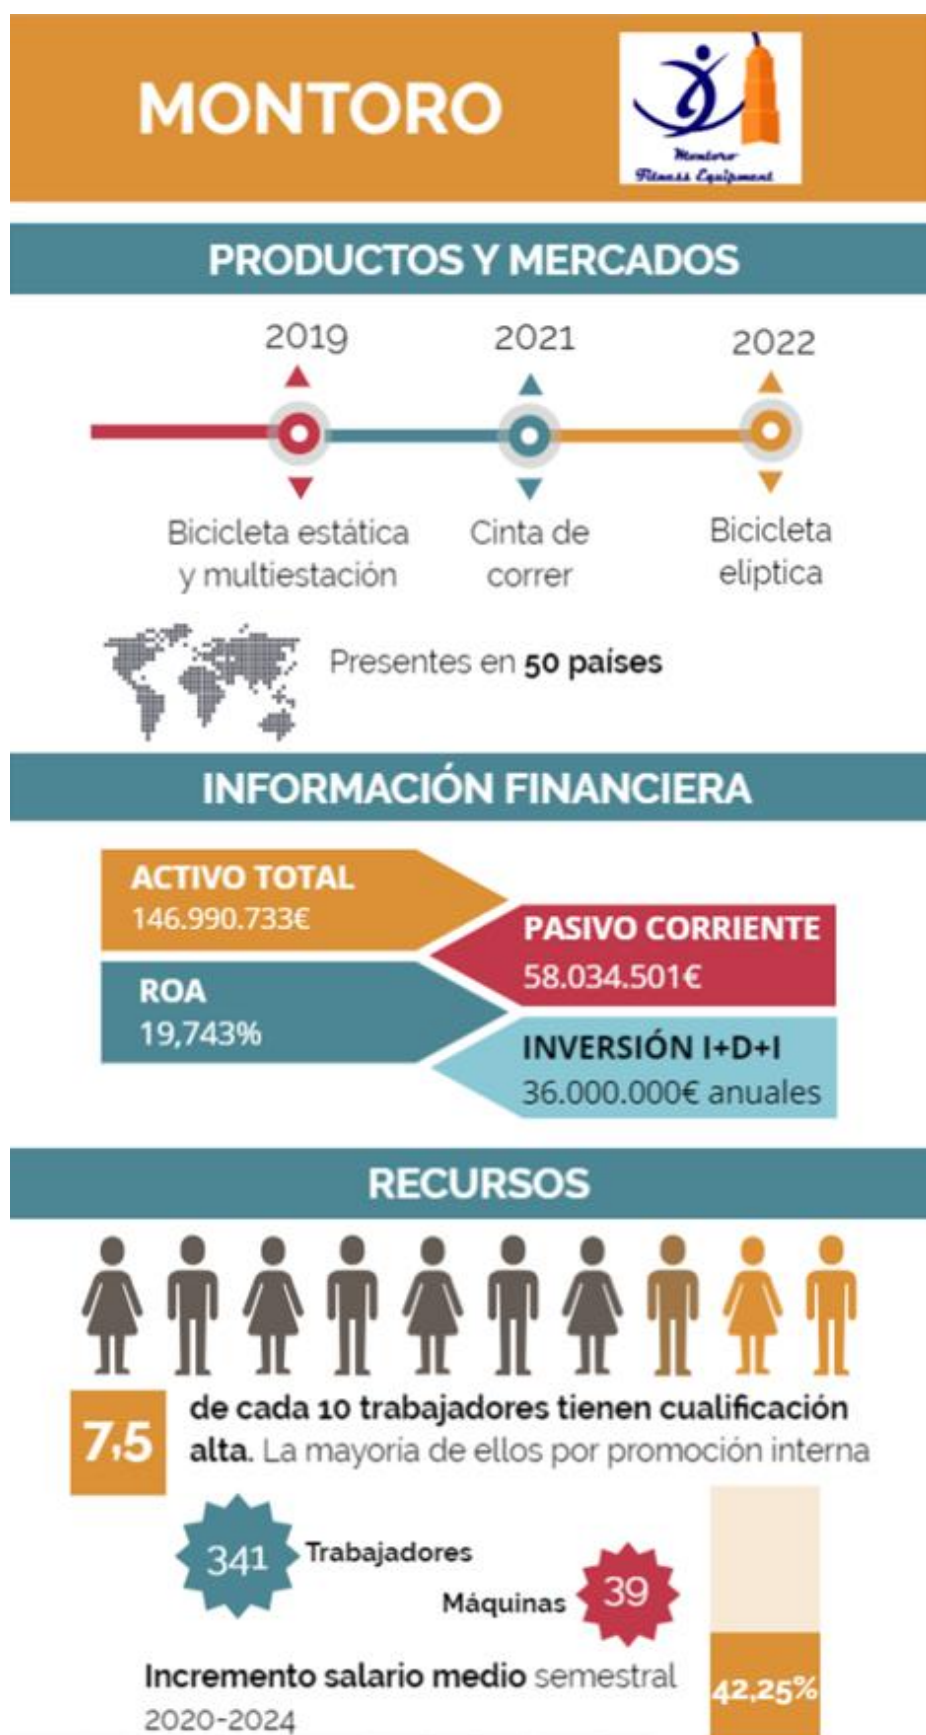 MONTORO
Montoro
Fitness Equipment
PRODUCTOS Y MERCADOS
2019
2021
2022
Bicicleta estática
y multiestación
Cinta de
correr
Bicicleta
eliptica
Presentes en 50 países
INFORMACIÓN FINANCIERA
ACTIVO TOTAL
146.990.733€
PASIVO CORRIENTE
58.034.501€
ROA
19,743%
INVERSIÓN I+D+I
36.000.000€ anuales
RECURSOS
7,5
de cada 10 trabajadores tienen cualificación
alta. La mayoría de ellos por promoción interna
341
Trabajadores
Máquinas
39
Incremento salario medio semestral
2020-2024
42,25%